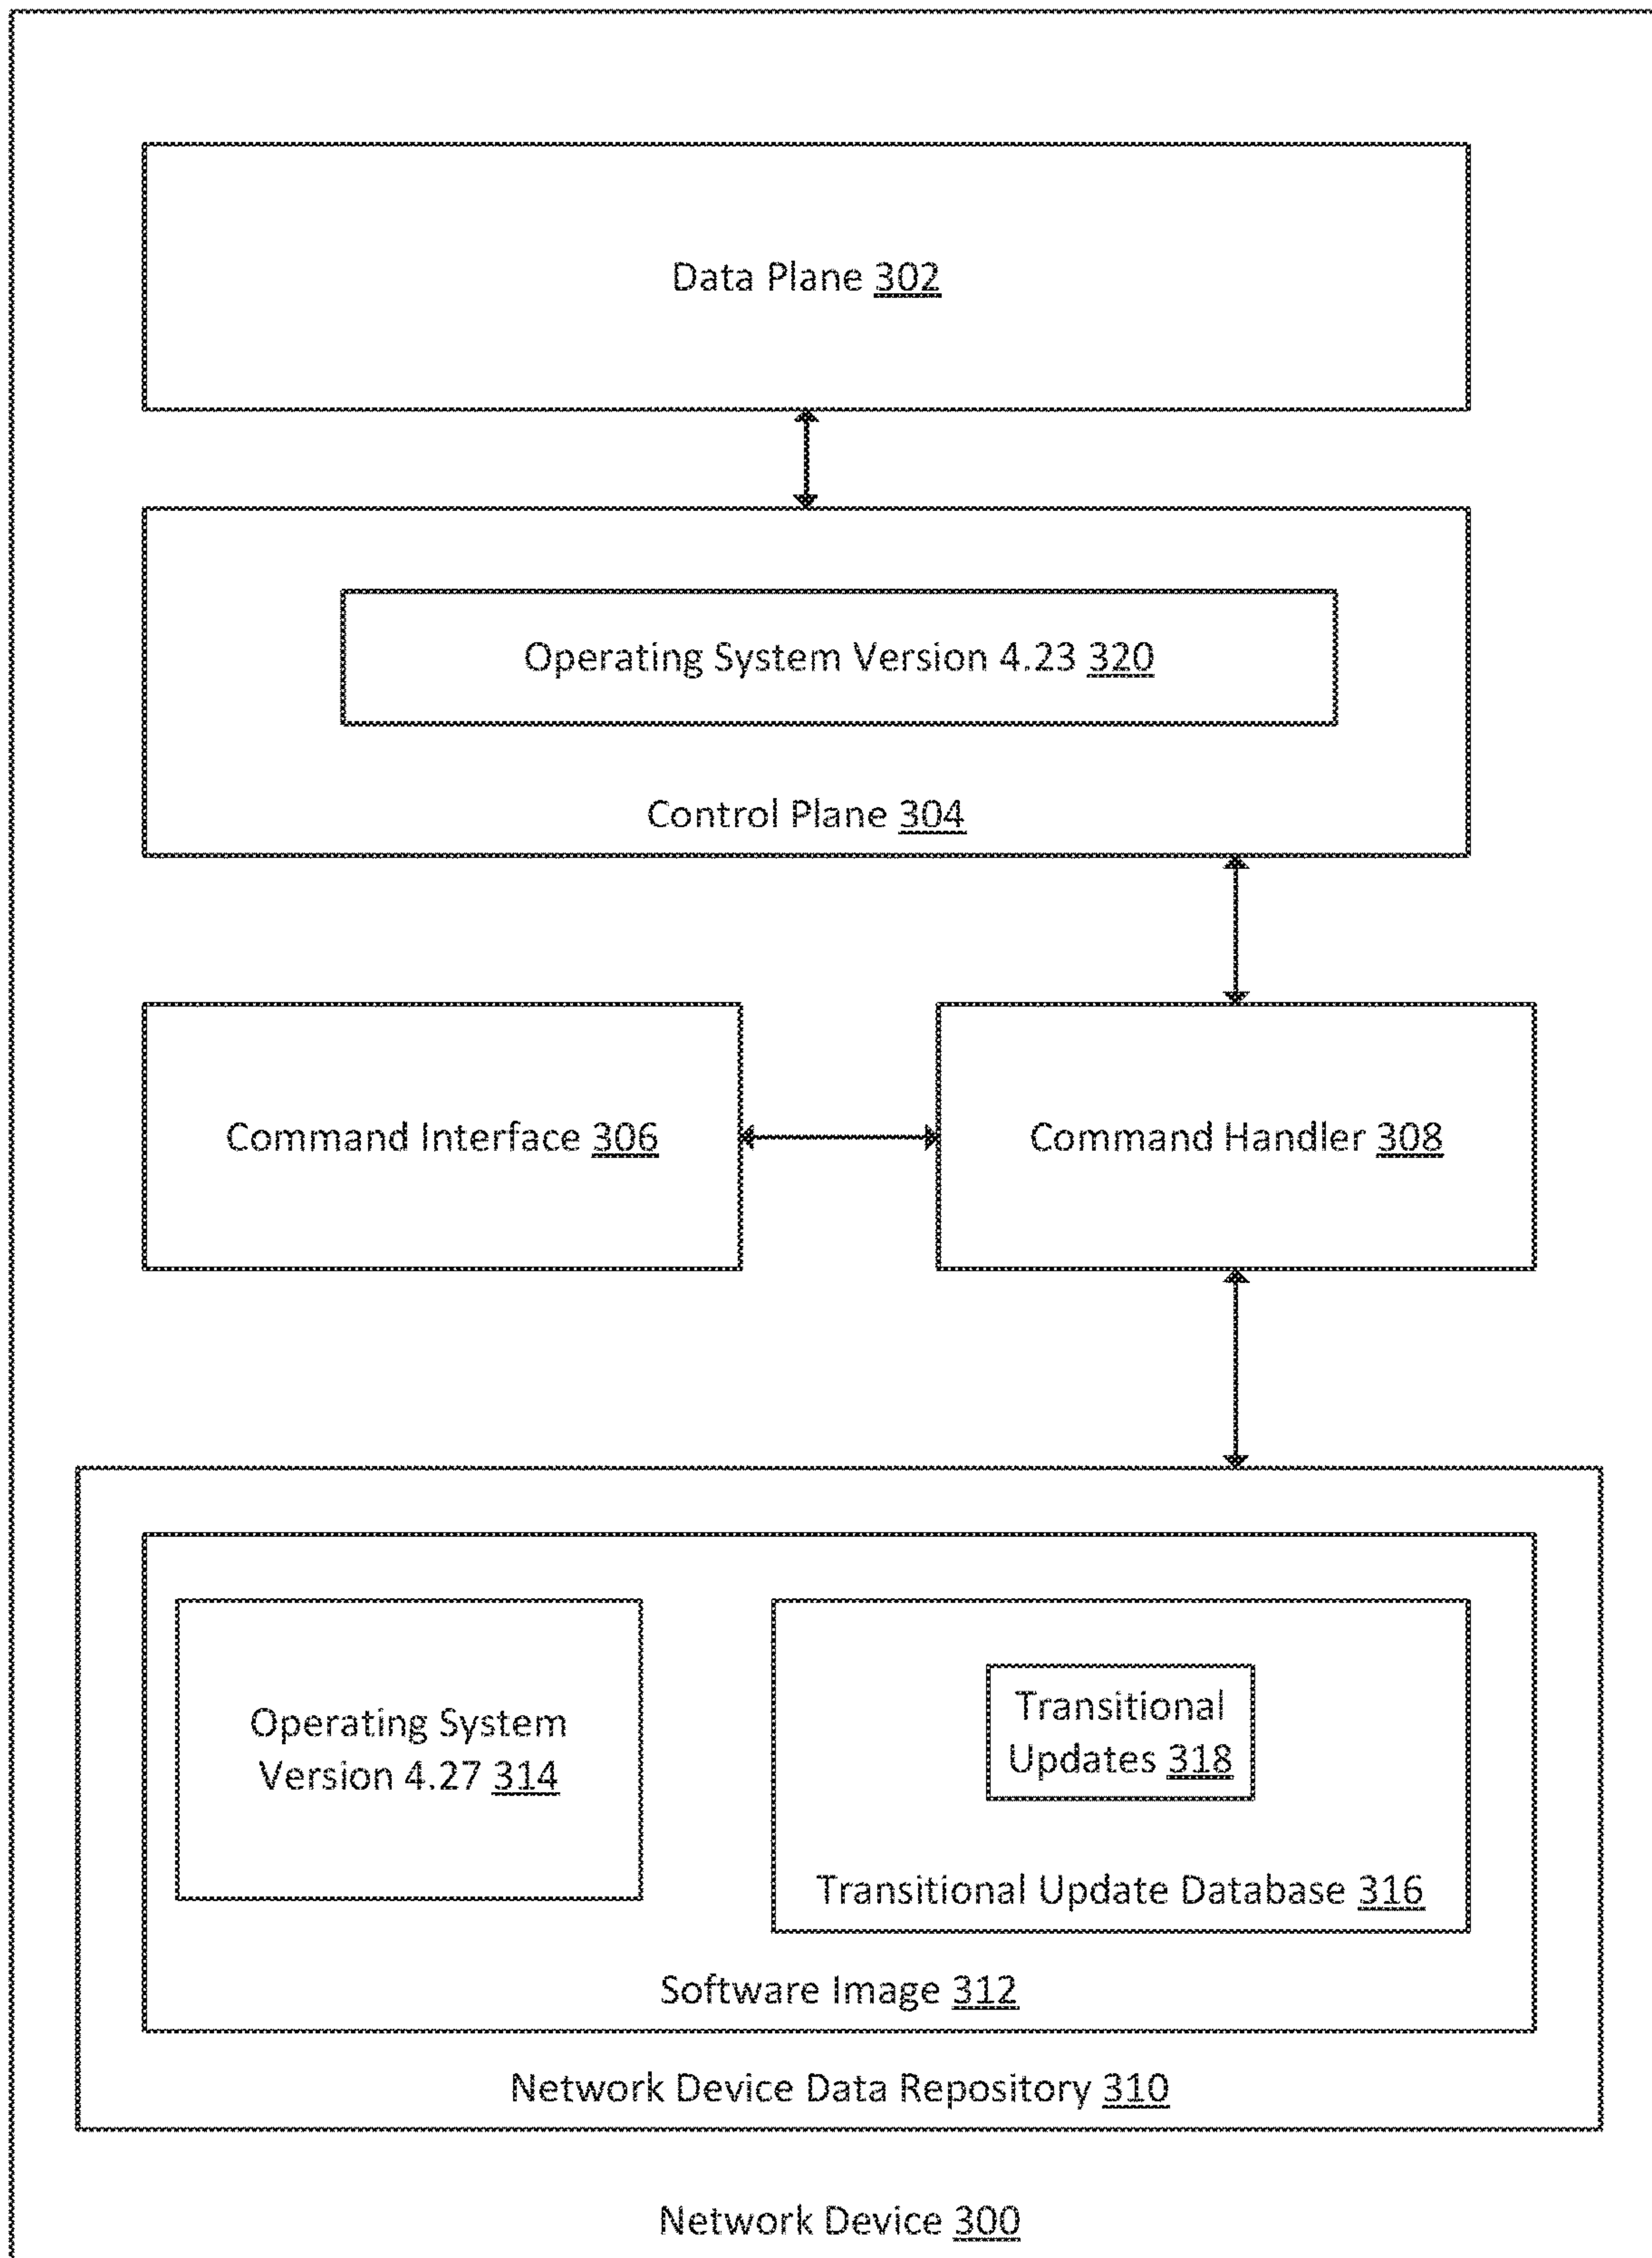 Data Plane 302
Operating System Version 4.23 320
Control Plane 304
Command Interface 306
Command Handler 308
Operating System
Version 4.27 314
Transitional
Updates 318
Transitional Update Database 316
Software Image 312
Network Device Data Repository 310
Network Device 300